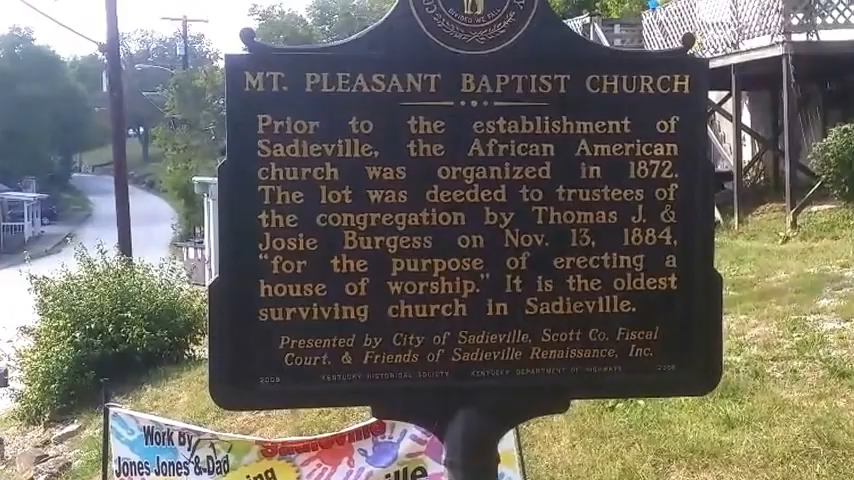 DIVIDED WE FALL
MT. PLEASANT BAPTIST CHURCH
Prior to the establishment of
Sadieville, the African American
church was organized in 1872.
The lot was deeded to trustees of
the congregation by Thomas J. &
Josie Burgess on Nov. 13, 1884,
“for the purpose of erecting a
house of worship.” It is the oldest
surviving church in Sadieville.
Presented by City of Sadieville, Scott Co. Fiscal
Court, & Friends of Sadieville Renaissance, Inc.
KENTUCKY HISTORICAL SOCIETY KENTUCKY DEPARTMENT OF HIGHWAYS
Work By
Jones Jones & Dad
Sadieville